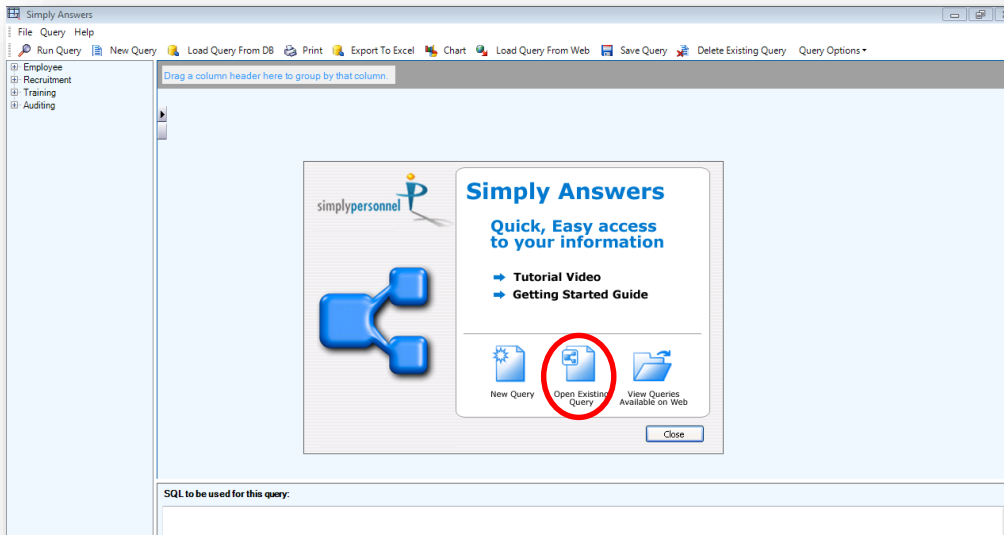 Simply Answers
File Query Help
Run Query New Query Load Query From DB Print Export To Excel Chart Load Query From Web Save Query Delete Existing Query Query Options
Employee
Recruitment
Training
Auditing
Drag a column header here to group by that column.
simplypersonnel
Simply Answers
Quick, Easy access
to your information
Tutorial Video
Getting Started Guide
New Query
Open Existing
Query
View Queries
Available on Web
Close
SQL to be used for this query: